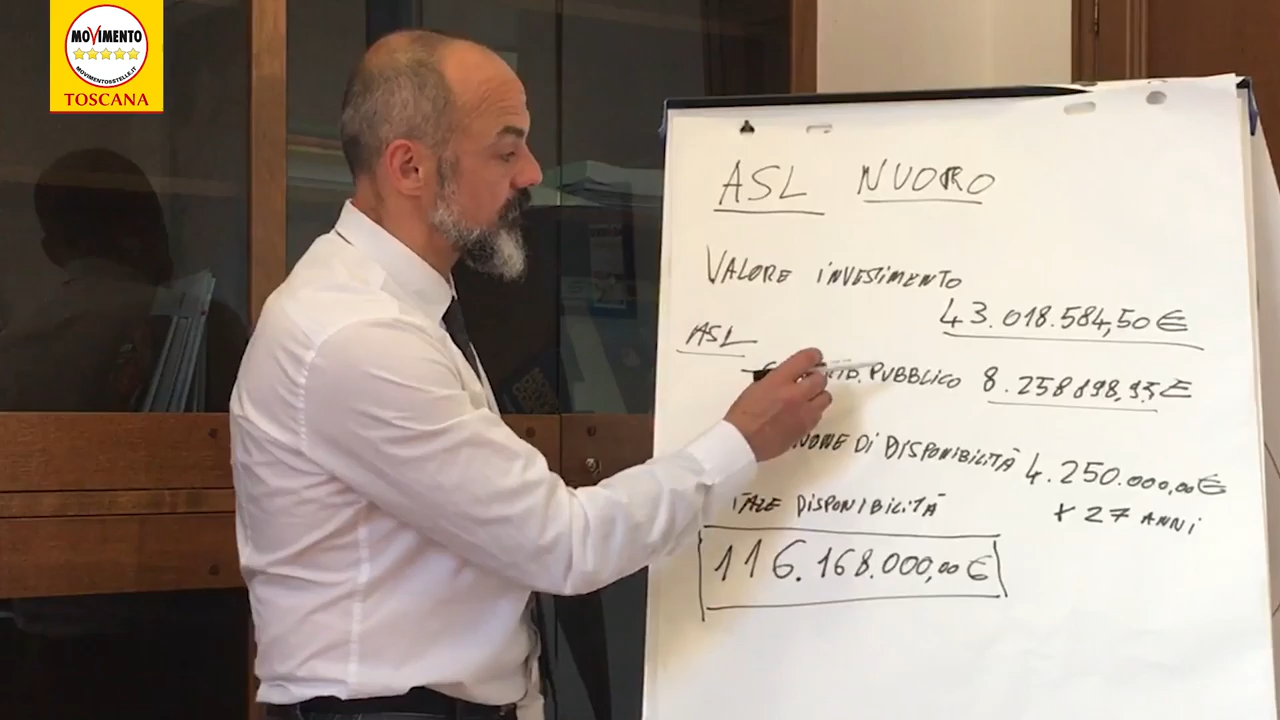 MOVIMENTO
MOVIMENTO5STELLE.IT
TOSCANA
ASL NUORO
VALORE INVESTIMENTO
43.018.584,50 €
ASL
PUBBLICO 8.258898,95 €
DI DISPONIBILITÀ 4.250.000,00 €
x 27 ANNI
DISPONIBILITÀ
116.168.000,00 €